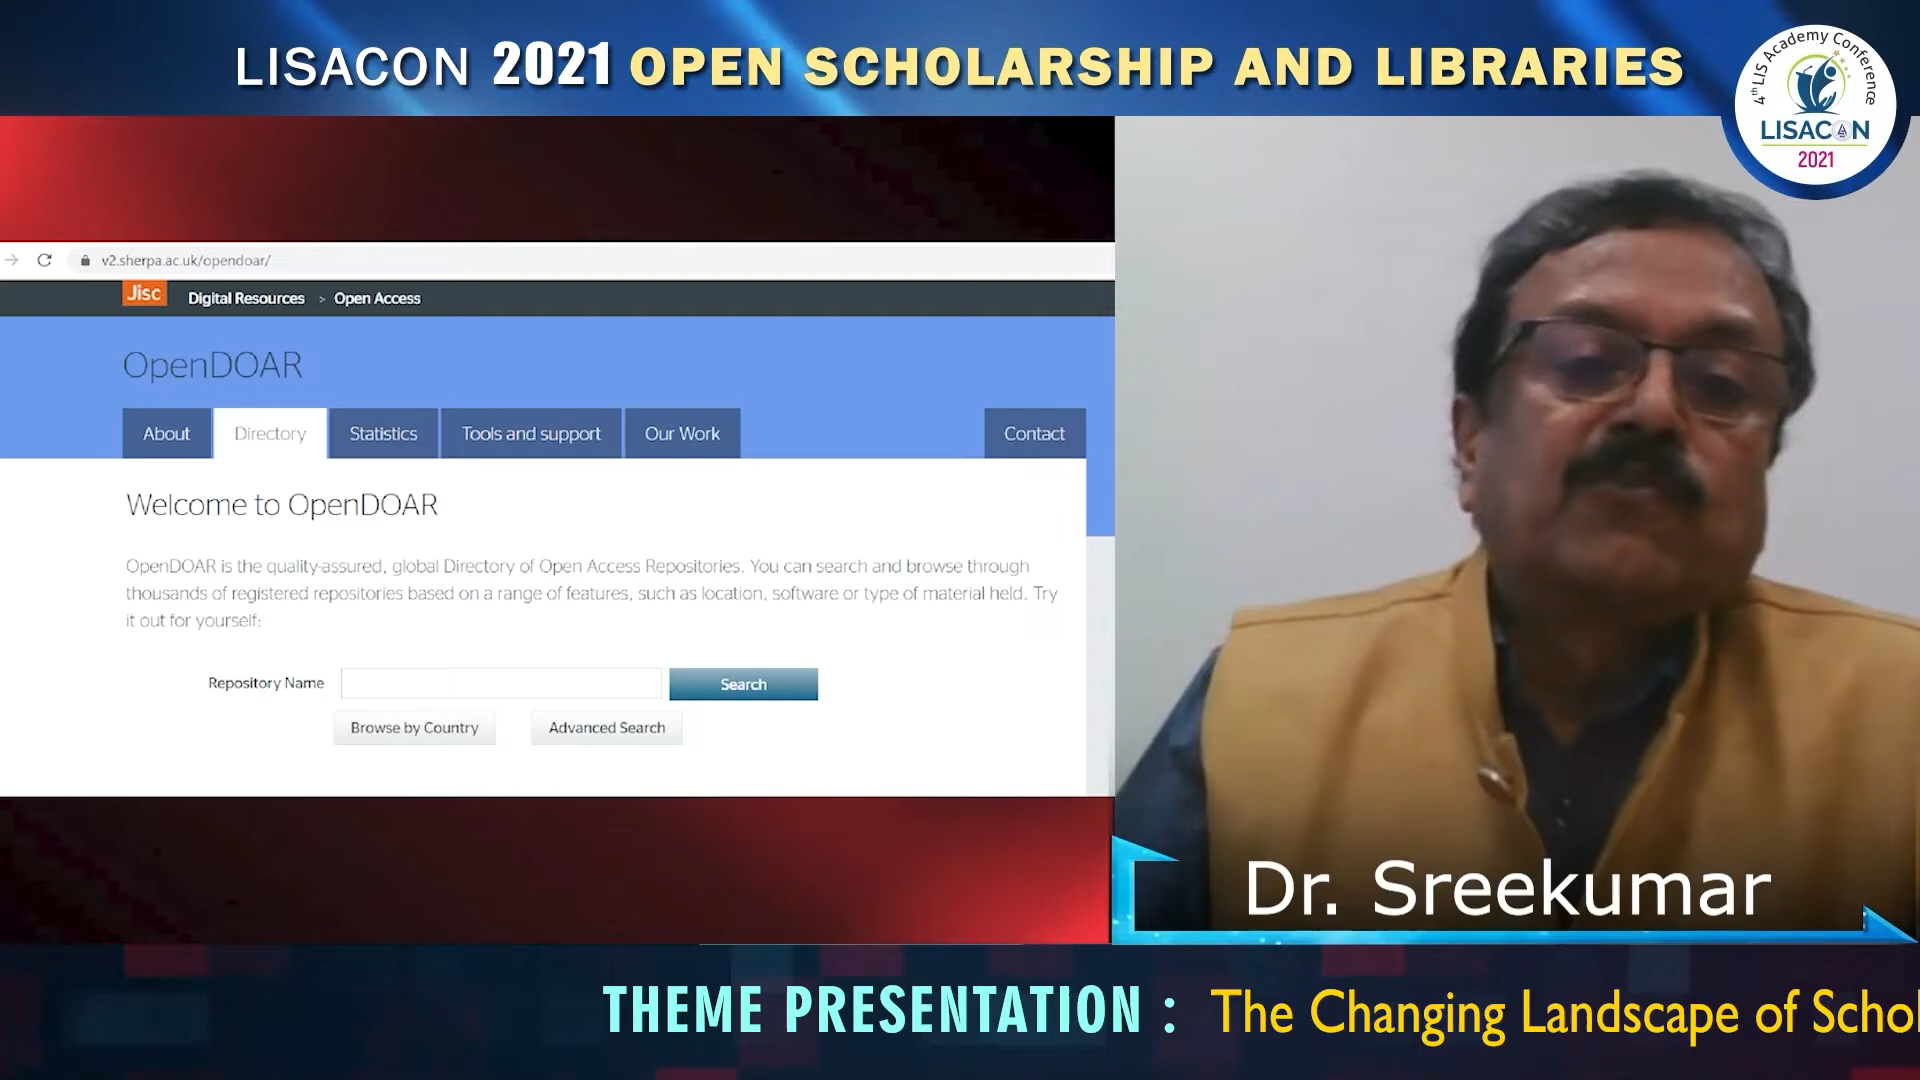 LISACON 2021 OPEN SCHOLARSHIP AND LIBRARIES
4th LIS Academy Conference
LISACON
2021
v2.sherpa.ac.uk/opendoar/
Jisc Digital Resources > Open Access
OpenDOAR
About Directory Statistics Tools and support Our Work Contact
Welcome to OpenDOAR
OpenDOAR is the quality-assured, global Directory of Open Access Repositories. You can search and browse through
thousands of registered repositories based on a range of features, such as location, software or type of material held. Try
it out for yourself:
Repository Name Search
Browse by Country Advanced Search
Dr. Sreekumar
THEME PRESENTATION : The Changing Landscape of Schol